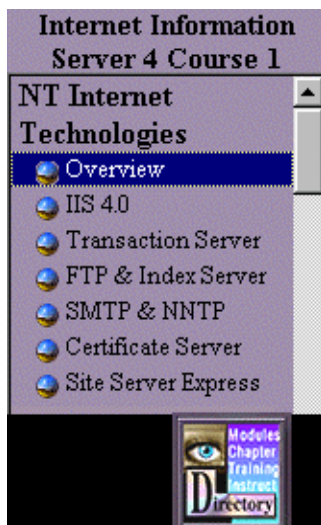 Internet Information
Server 4 Course 1
NT Internet
Technologies
Overview
IIS 4.0
Transaction Server
FTP & Index Server
SMTP & NNTP
Certificate Server
Site Server Express
Modules
Chapter
Training
Instruct
Directory